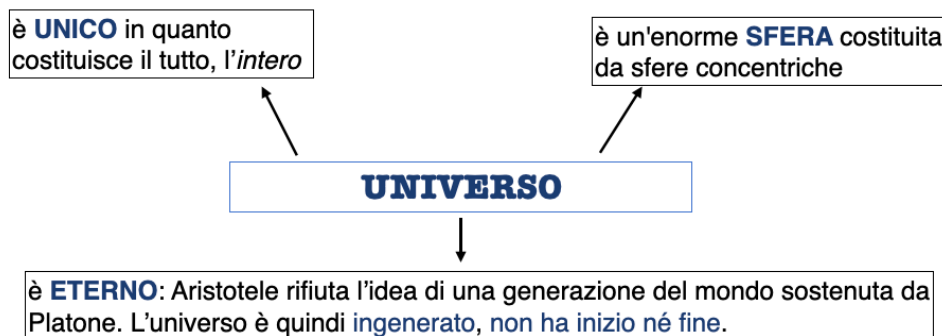 è UNICO in quanto
costituisce il tutto, l'intero
è un'enorme SFERA costituita
da sfere concentriche
UNIVERSO
è ETERNO: Aristotele rifiuta l'idea di una generazione del mondo sostenuta da
Platone. L'universo è quindi ingenerato, non ha inizio né fine.